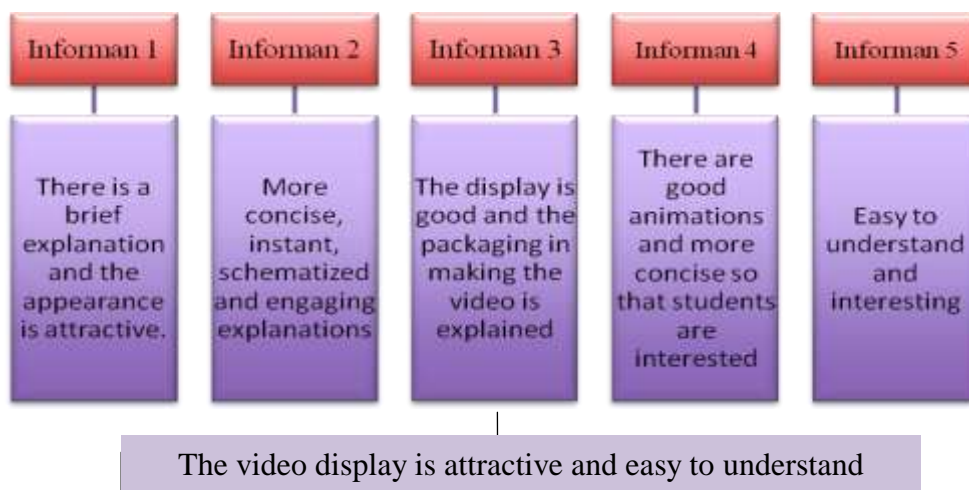 Informan 1
Informan 2
Informan 3
Informan 4
Informan 5
There is a
brief
explanation
and the
appearance
is attractive.
More
concise,
instant,
schematized
and engaging
explanations
The display is
good and the
packaging in
making the
video is
explained
There are
good
animations
and more
concise so
that students
are
interested
Easy to
understand
and
interesting
The video display is attractive and easy to understand